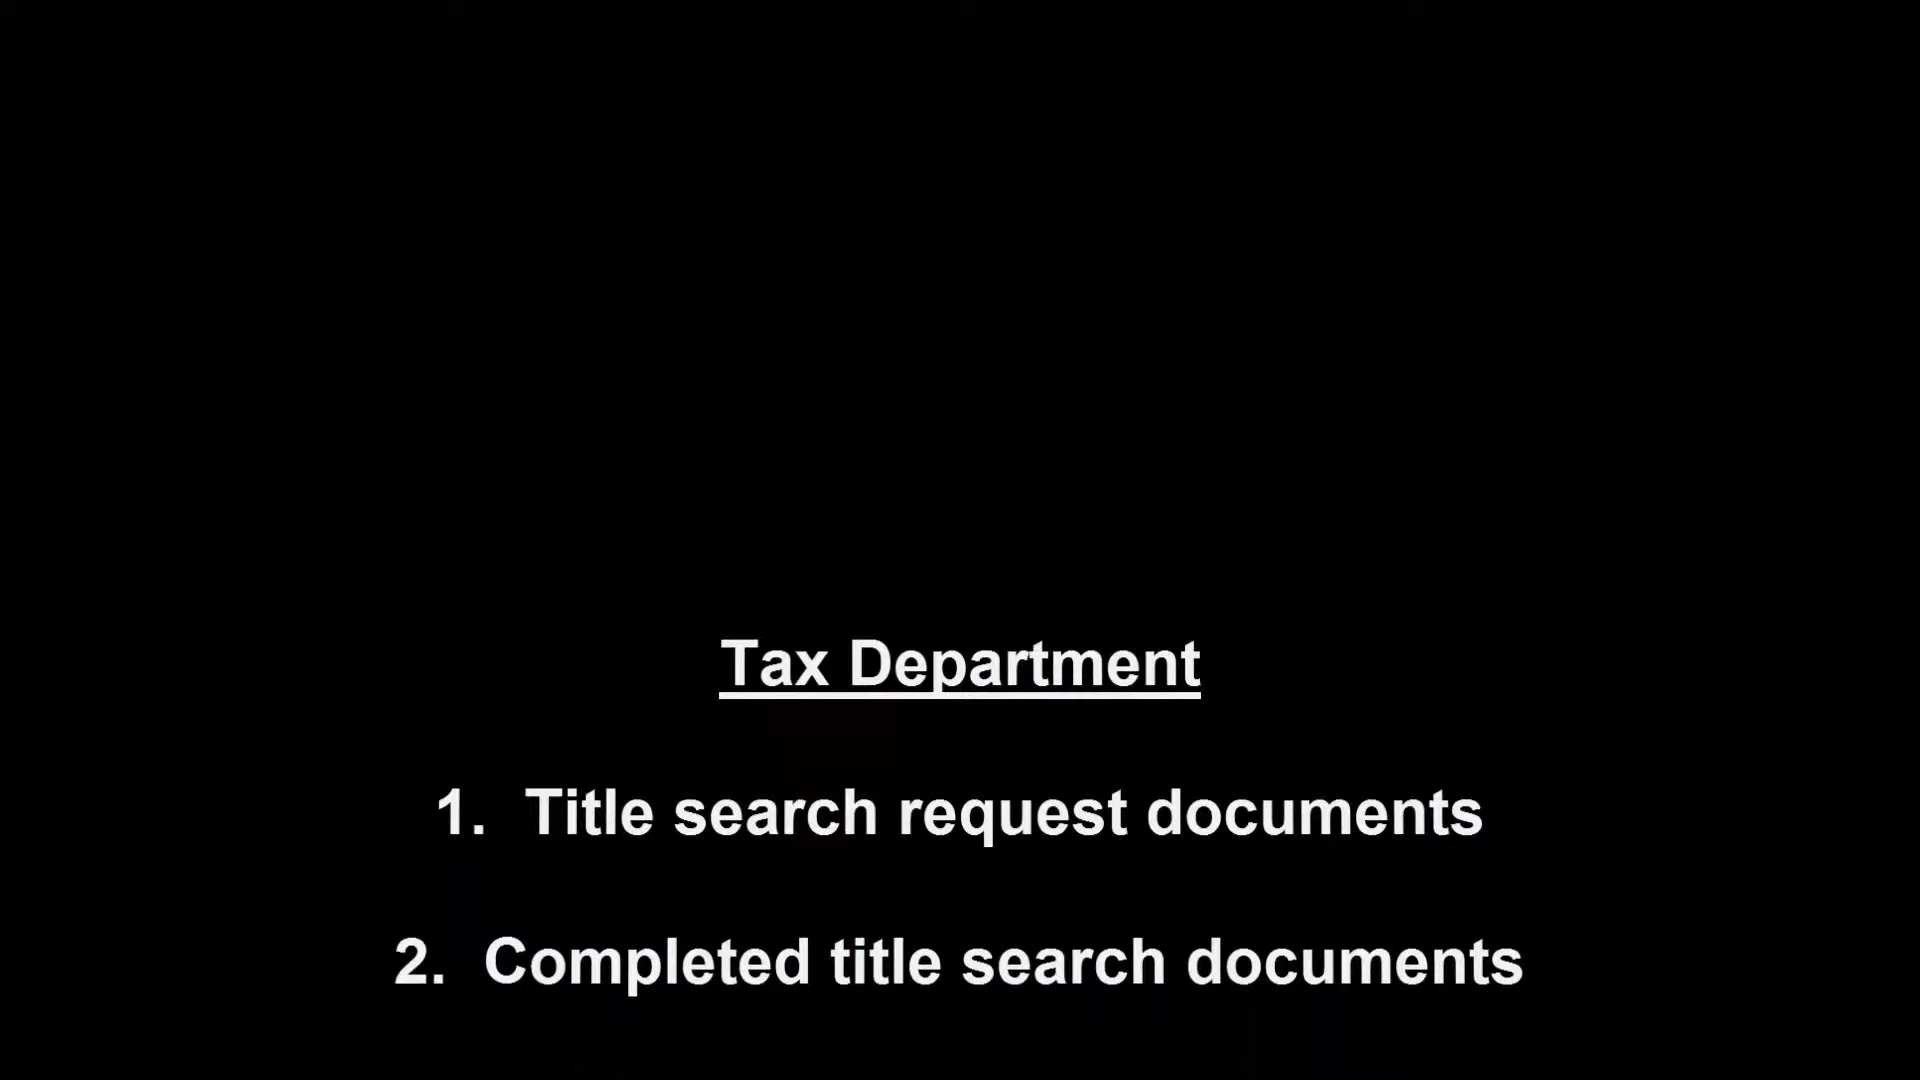 Tax Department
1. Title search request documents
2. Completed title search documents